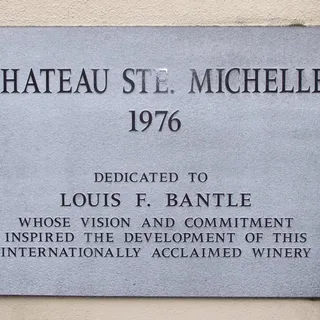 HATEAU STE. MICHELLE
1976
DEDICATED TO
LOUIS F. BANTLE
WHOSE VISION AND COMMITMENT
INSPIRED THE DEVELOPMENT OF THIS
INTERNATIONALLY ACCLAIMED WINERY